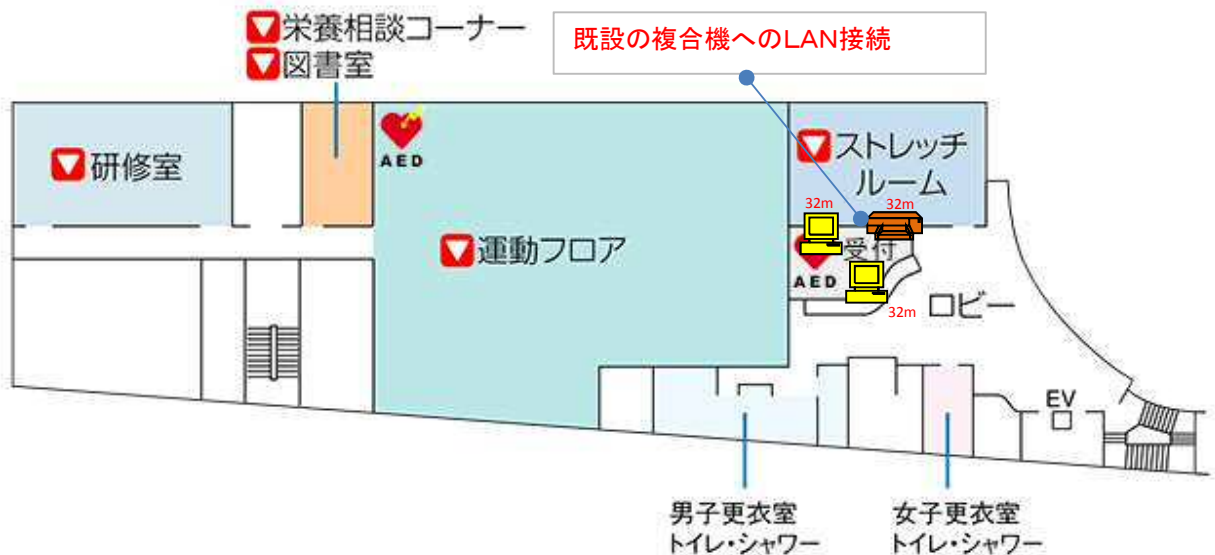 栄養相談コーナー
図書室
既設の複合機へのLAN接続
研修室
AED
運動フロア
ストレッチ
ルーム
32m
32m
受付
AED
32m
ロビー
EV
男子更衣室
トイレ・シャワー
女子更衣室
トイレ・シャワー